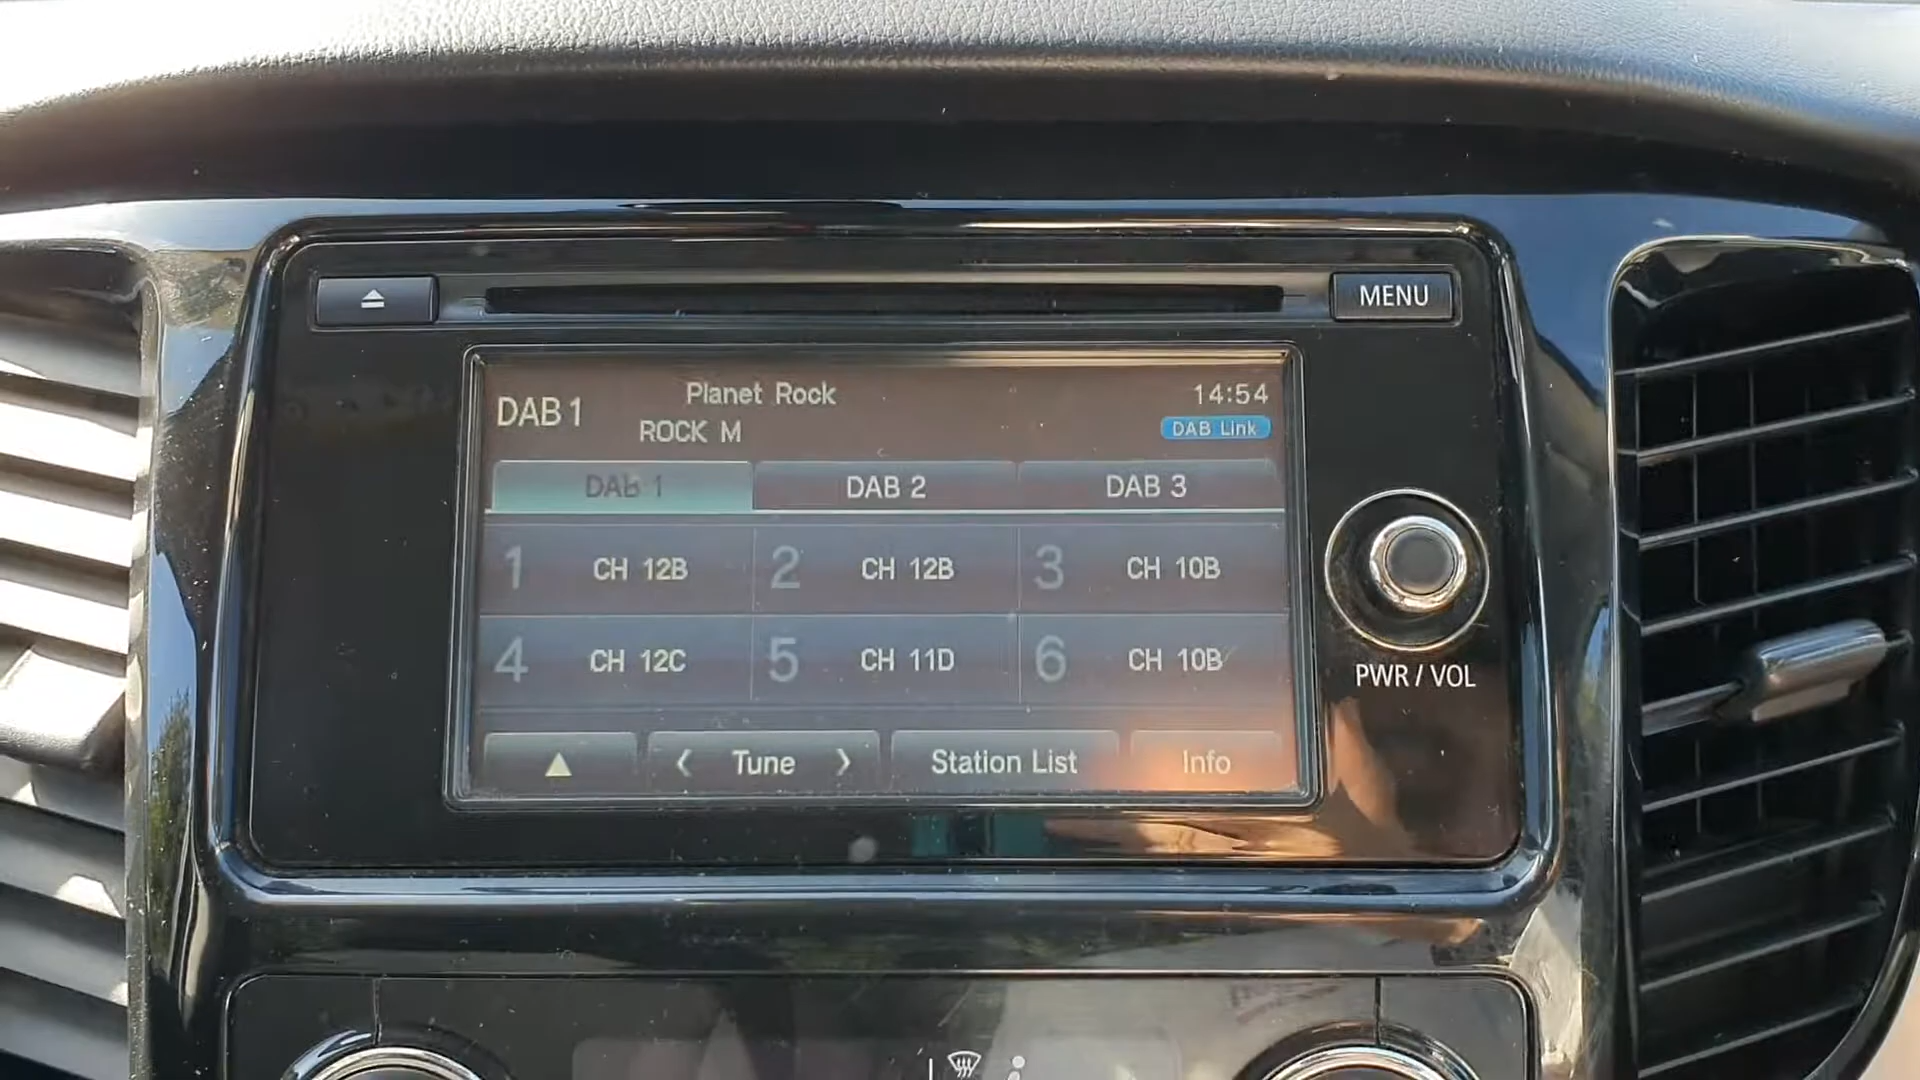 MENU
DAB 1
Planet Rock
14:54
ROCK M
DAB Link
DAB 1
DAB 2
DAB 3
1 CH 12B
2 CH 12B
3 CH 10B
4 CH 12C
5 CH 11D
6 CH 10B
PWR / VOL
Tune
Station List
Info